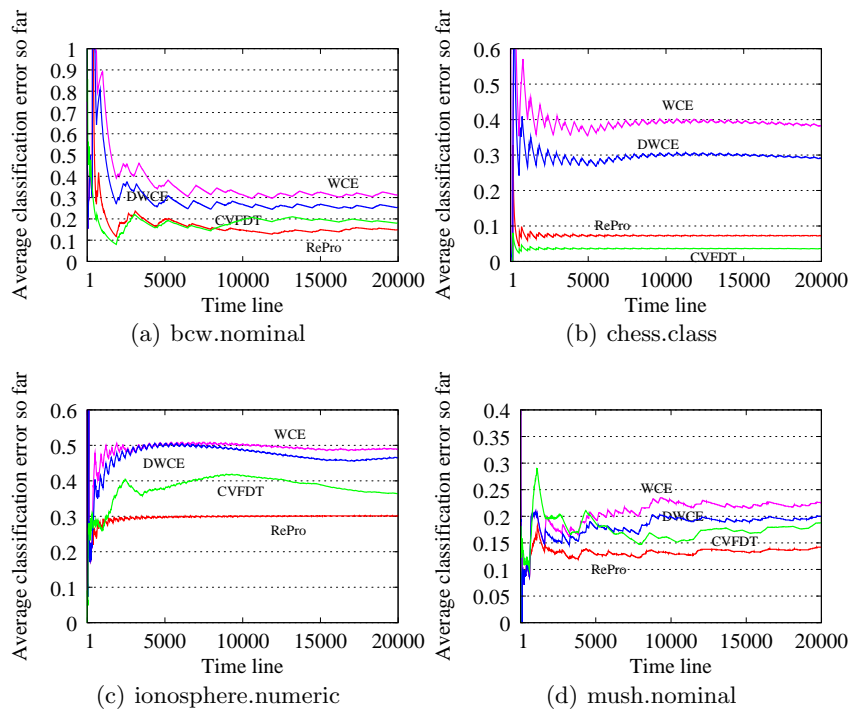 Average classification error so far
1
0.9
0.8
0.7
0.6
0.5
0.4
0.3
0.2
0.1
0
WCE
DWCE
CVFDT
RePro
1 5000 10000 15000 20000
Time line
(a) bcw.nominal
Average classification error so far
0.6
0.5
0.4
0.3
0.2
0.1
0
WCE
DWCE
RePro
CVFDT
1 5000 10000 15000 20000
Time line
(b) chess.class
Average classification error so far
0.6
0.5
0.4
0.3
0.2
0.1
0
WCE
DWCE
CVFDT
RePro
1 5000 10000 15000 20000
Time line
(c) ionosphere.numeric
Average classification error so far
0.4
0.35
0.3
0.25
0.2
0.15
0.1
0.05
0
WCE
DWCE
CVFDT
RePro
1 5000 10000 15000 20000
Time line
(d) mush.nominal